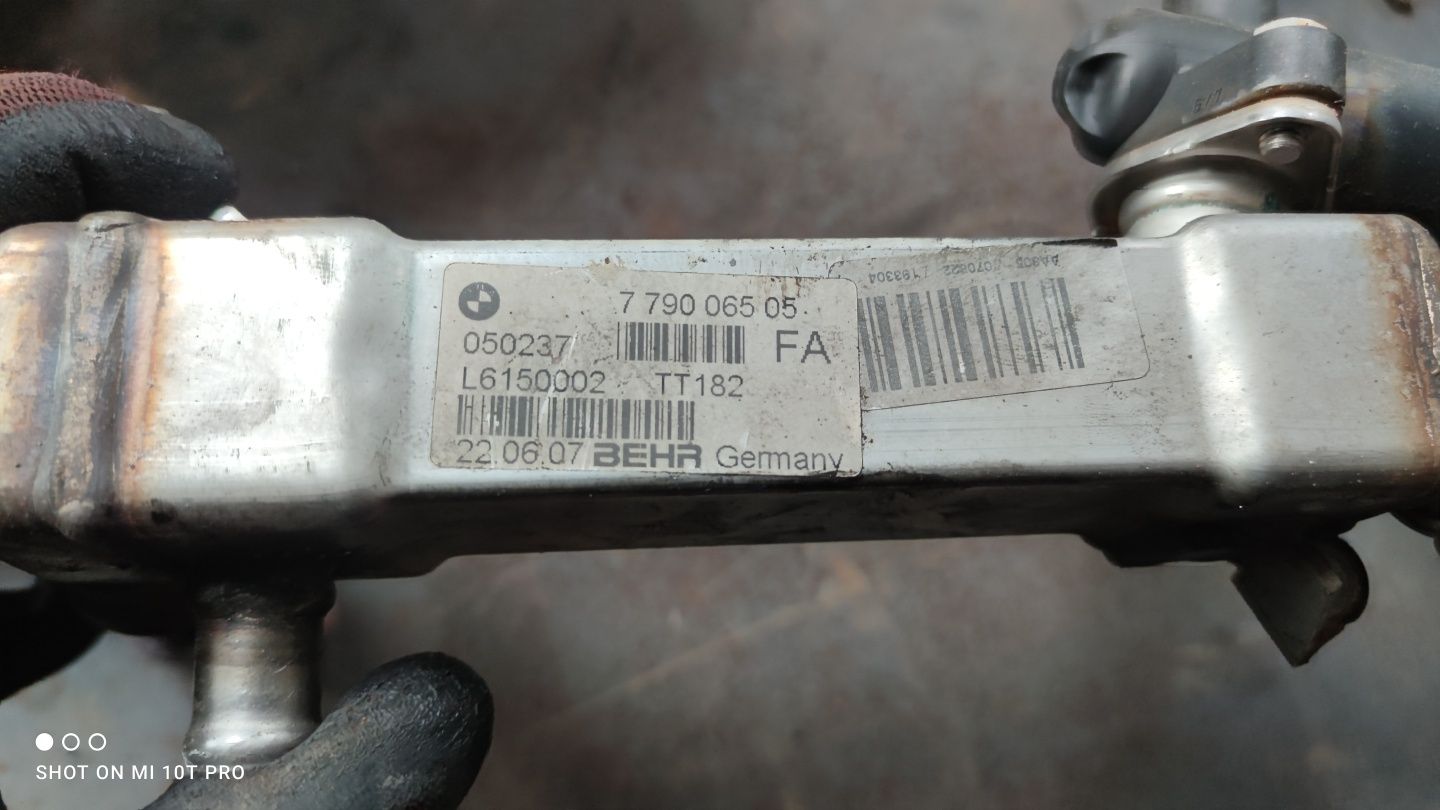 7 790 065 05
050237
FA
L6150002 TT182
22.06.07 BEHR Germany
SHOT ON MI 10T PRO